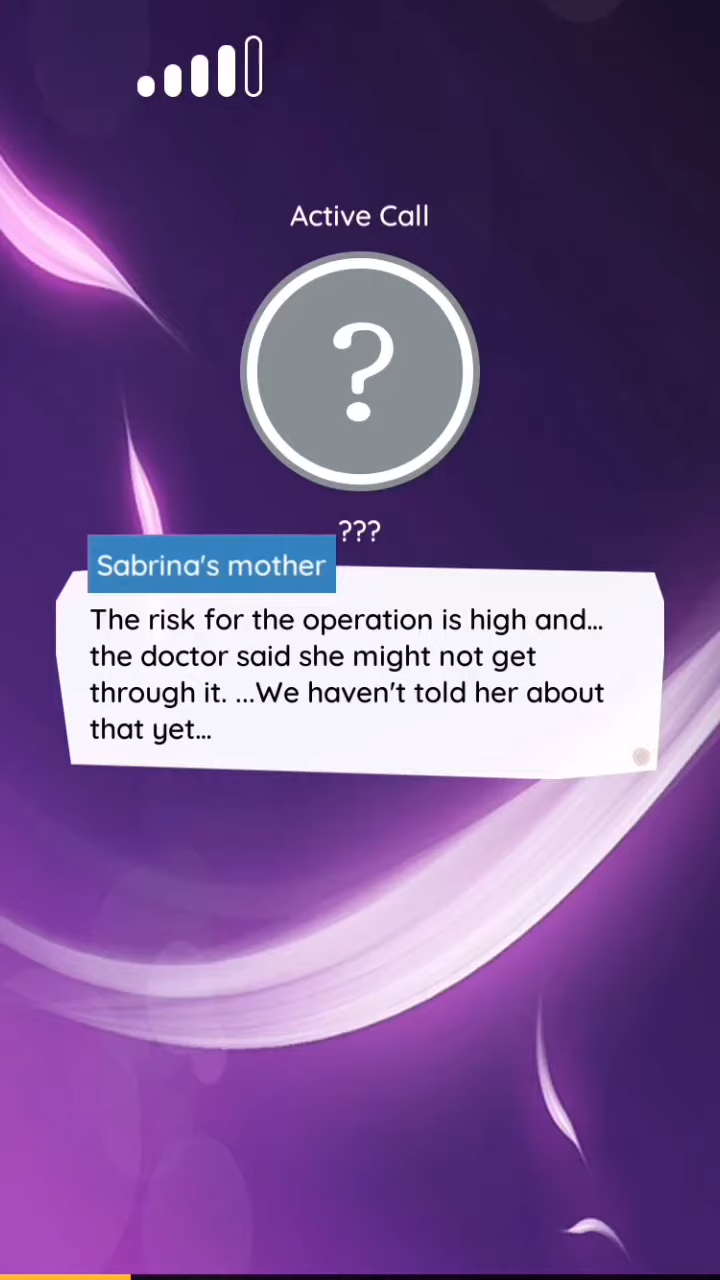 Active Call
?
???
Sabrina's mother
The risk for the operation is high and...
the doctor said she might not get
through it. ...We haven't told her about
that yet...